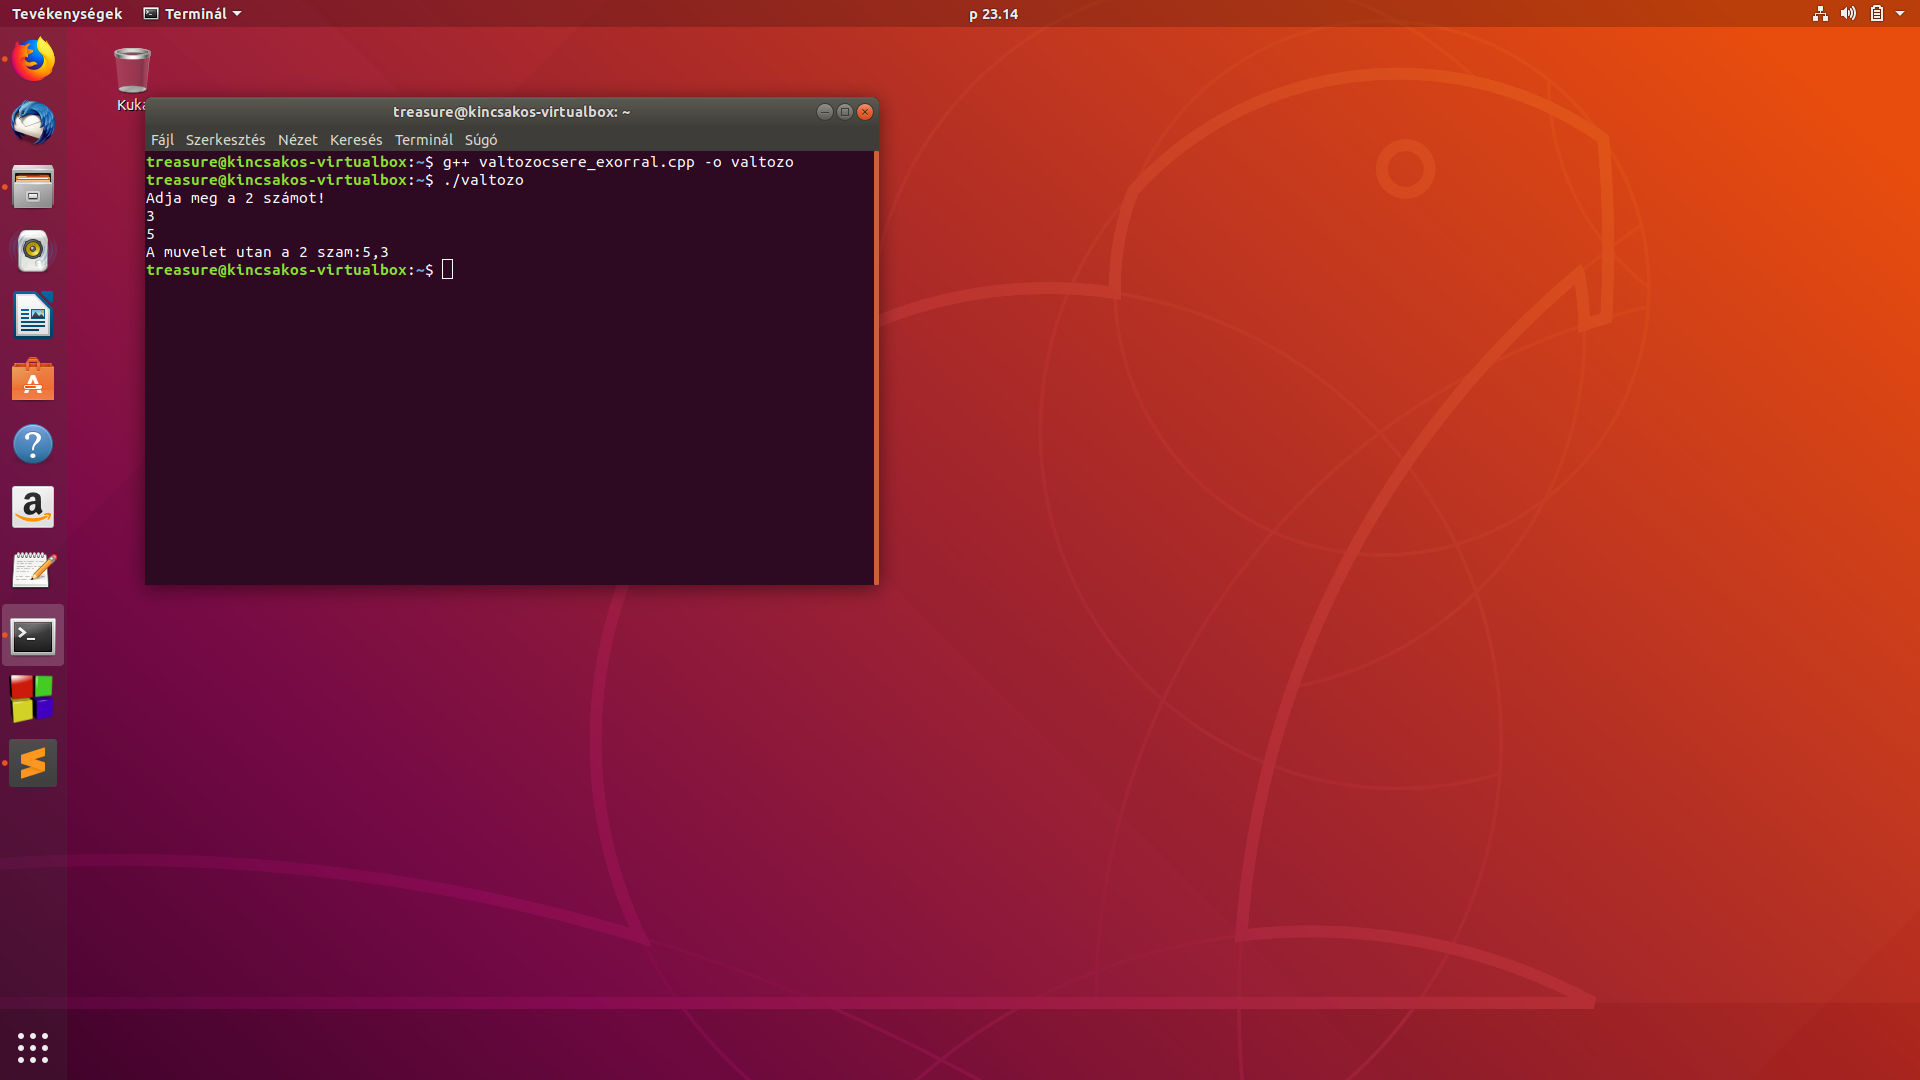 Tevékenységek Terminál p 23.14
Kuka
treasure@kincsakos-virtualbox: ~
Fájl Szerkesztés Nézet Keresés Terminál Súgó
treasure@kincsakos-virtualbox:~$ g++ valtozocsere_exorral.cpp -o valtozo
treasure@kincsakos-virtualbox:~$ ./valtozo
Adja meg a 2 számot!
3
5
A muvelet utan a 2 szam:5,3
treasure@kincsakos-virtualbox:~$